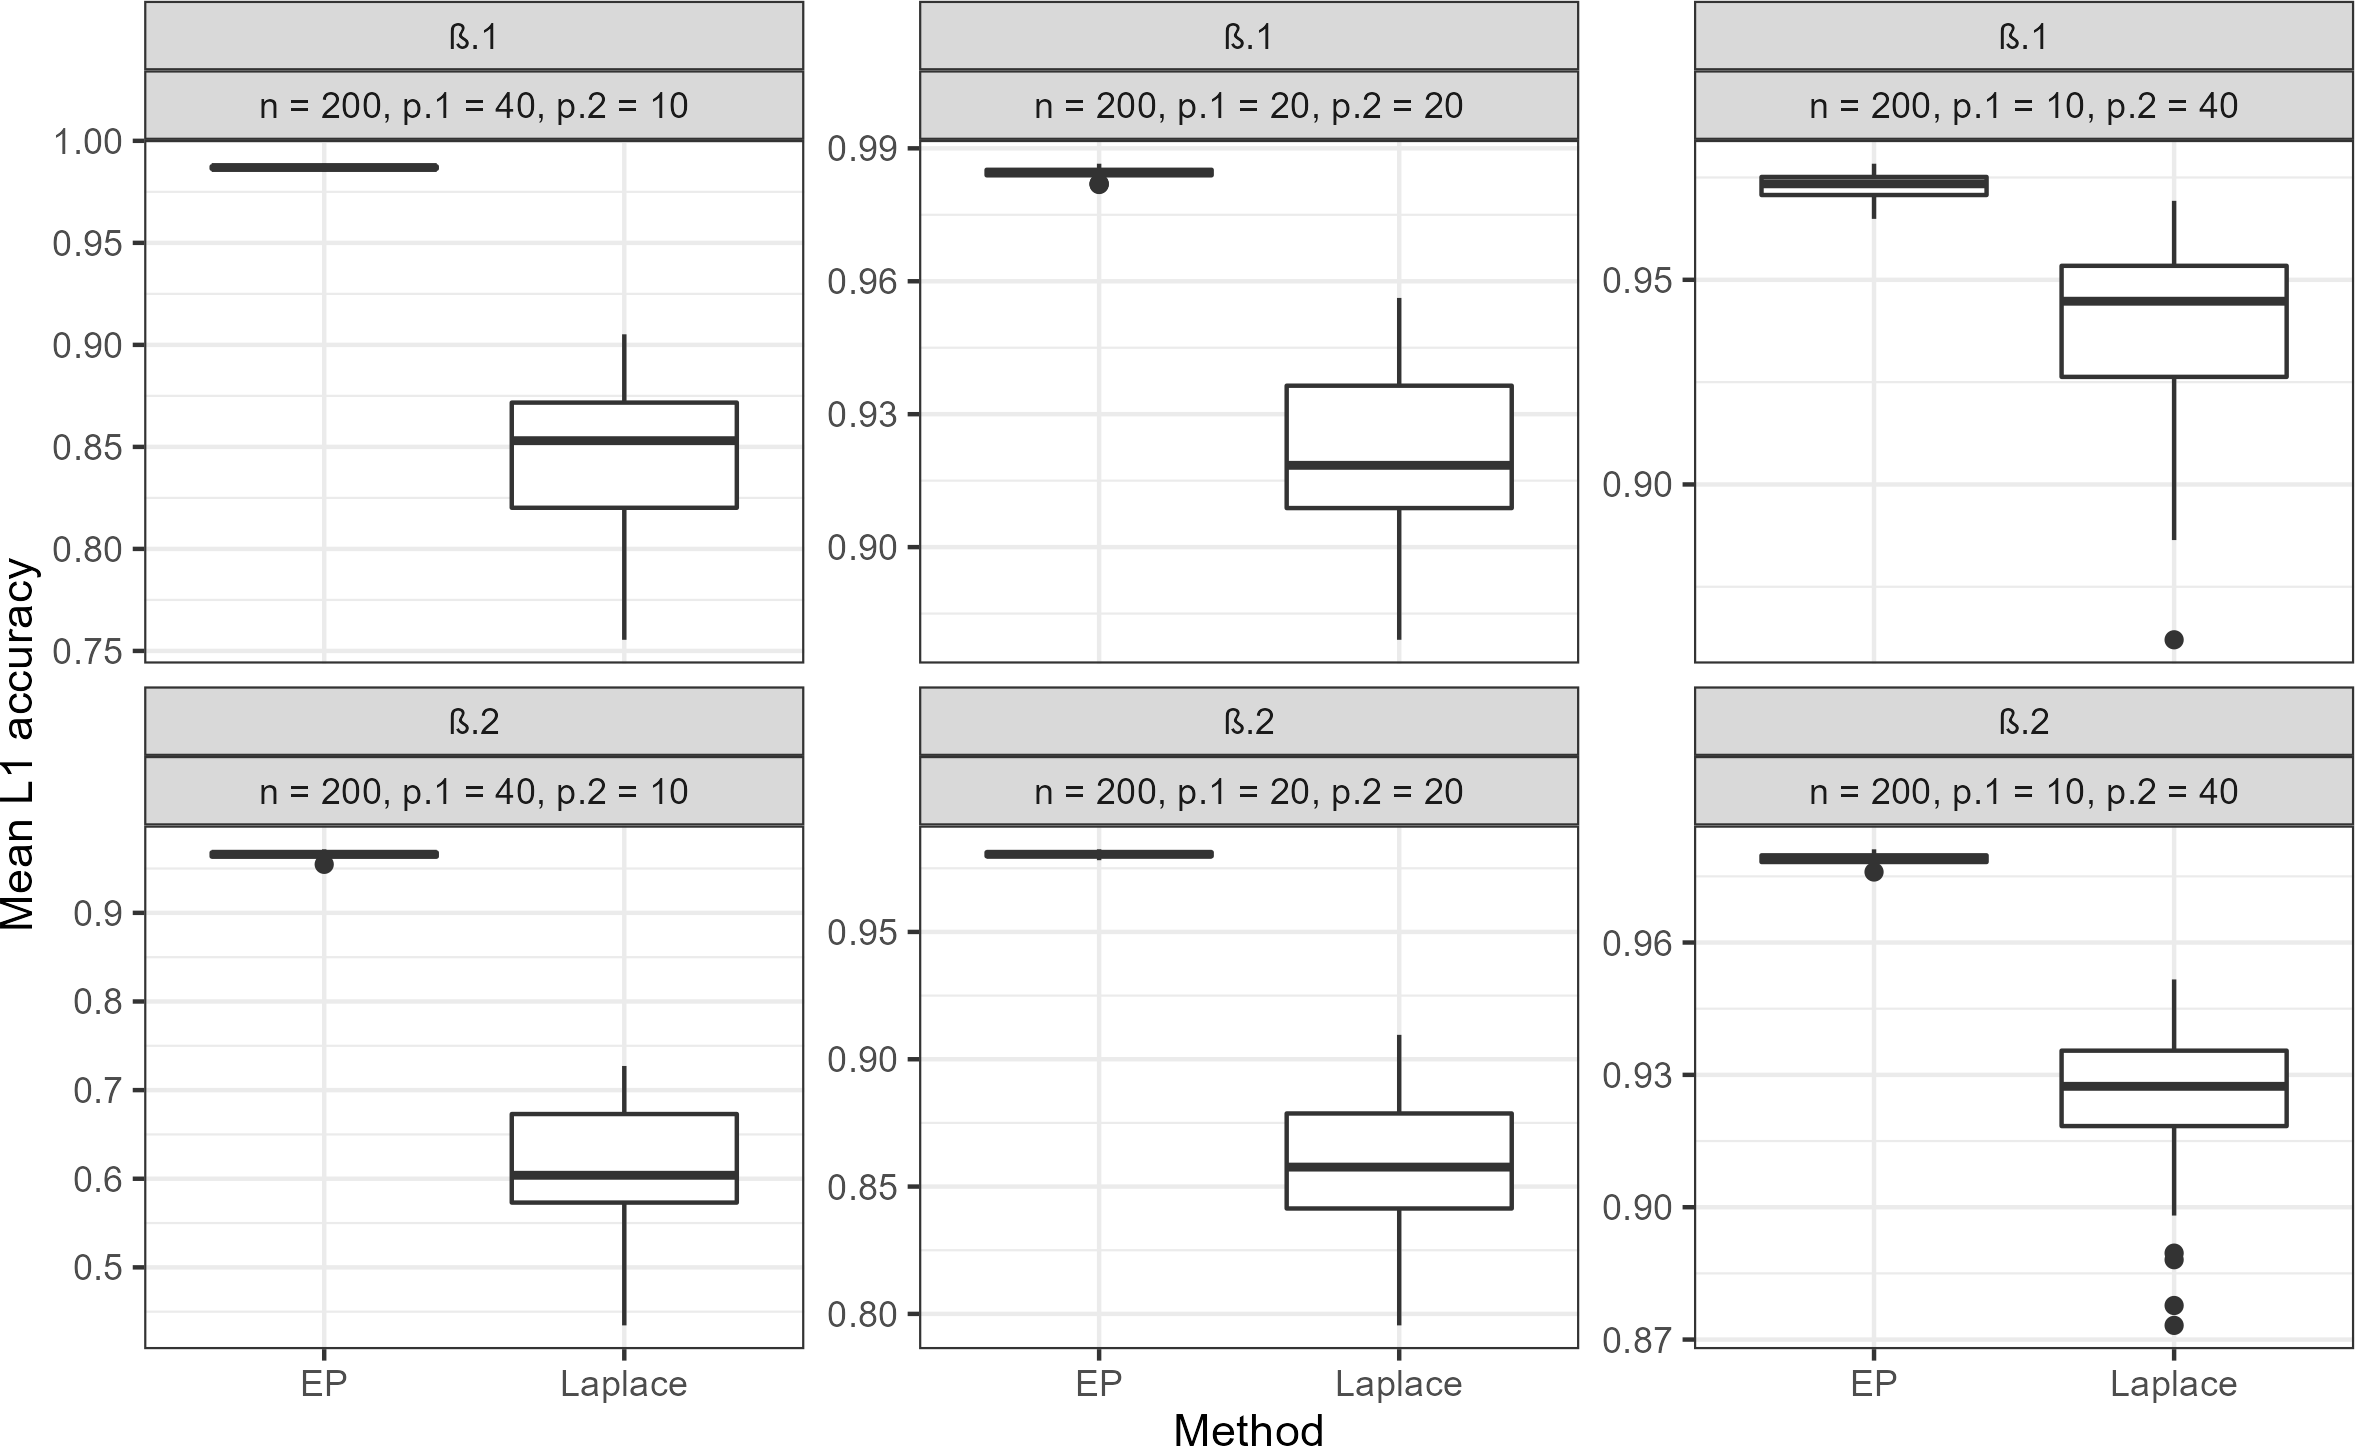 ß.1
n = 200, p.1 = 40, p.2 = 10
1.00
0.95
0.90
0.85
0.80
0.75
ß.1
n = 200, p.1 = 20, p.2 = 20
0.99
0.96
0.93
0.90
ß.1
n = 200, p.1 = 10, p.2 = 40
0.95
0.90
Mean L1 accuracy
ß.2
n = 200, p.1 = 40, p.2 = 10
0.9
0.8
0.7
0.6
0.5
EP Laplace
ß.2
n = 200, p.1 = 20, p.2 = 20
0.95
0.90
0.85
0.80
EP Laplace
ß.2
n = 200, p.1 = 10, p.2 = 40
0.96
0.93
0.90
0.87
EP Laplace
Method